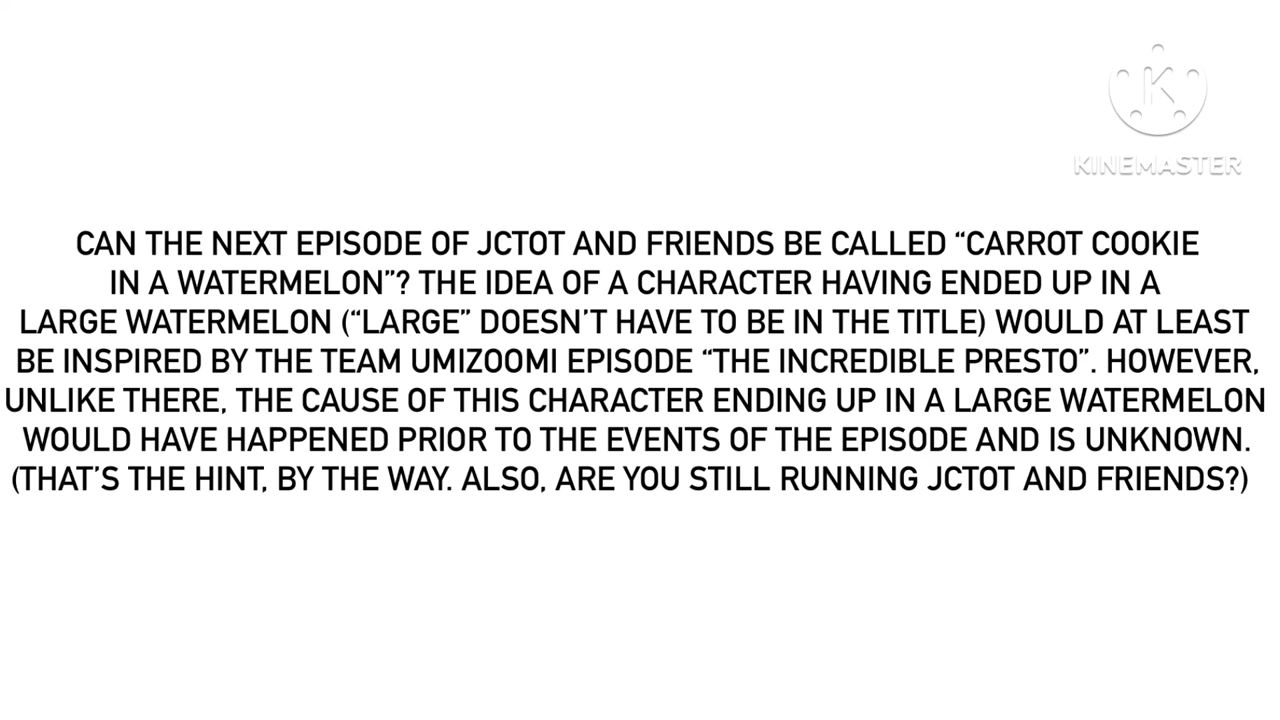 KINEMASTER
CAN THE NEXT EPISODE OF JCTOT AND FRIENDS BE CALLED “CARROT COOKIE
IN A WATERMELON”? THE IDEA OF A CHARACTER HAVING ENDED UP IN A
LARGE WATERMELON (“LARGE” DOESN’T HAVE TO BE IN THE TITLE) WOULD AT LEAST
BE INSPIRED BY THE TEAM UMIZOOMI EPISODE “THE INCREDIBLE PRESTO”. HOWEVER,
UNLIKE THERE, THE CAUSE OF THIS CHARACTER ENDING UP IN A LARGE WATERMELON
WOULD HAVE HAPPENED PRIOR TO THE EVENTS OF THE EPISODE AND IS UNKNOWN.
(THAT’S THE HINT, BY THE WAY. ALSO, ARE YOU STILL RUNNING JCTOT AND FRIENDS?)